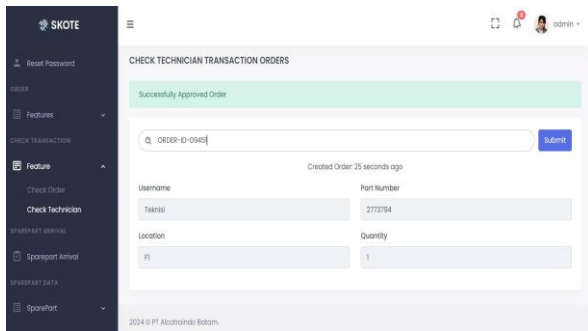 SKOTE
admin
Reset Password
ORDER
Features
CHECK TRANSACTION
Feature
Check Order
Check Technician
SPAREPART ARRIVAL
Sparepart Arrival
SPAREPART DATA
SparePart
CHECK TECHNICIAN TRANSACTION ORDERS
Successfully Approved Order
ORDER-ID-09451
Submit
Created Order: 25 seconds ago
Username
Part Number
Teknisi
2773794
Location
Quantity
F1
1
2024 © PT Alcotraindo Batam.